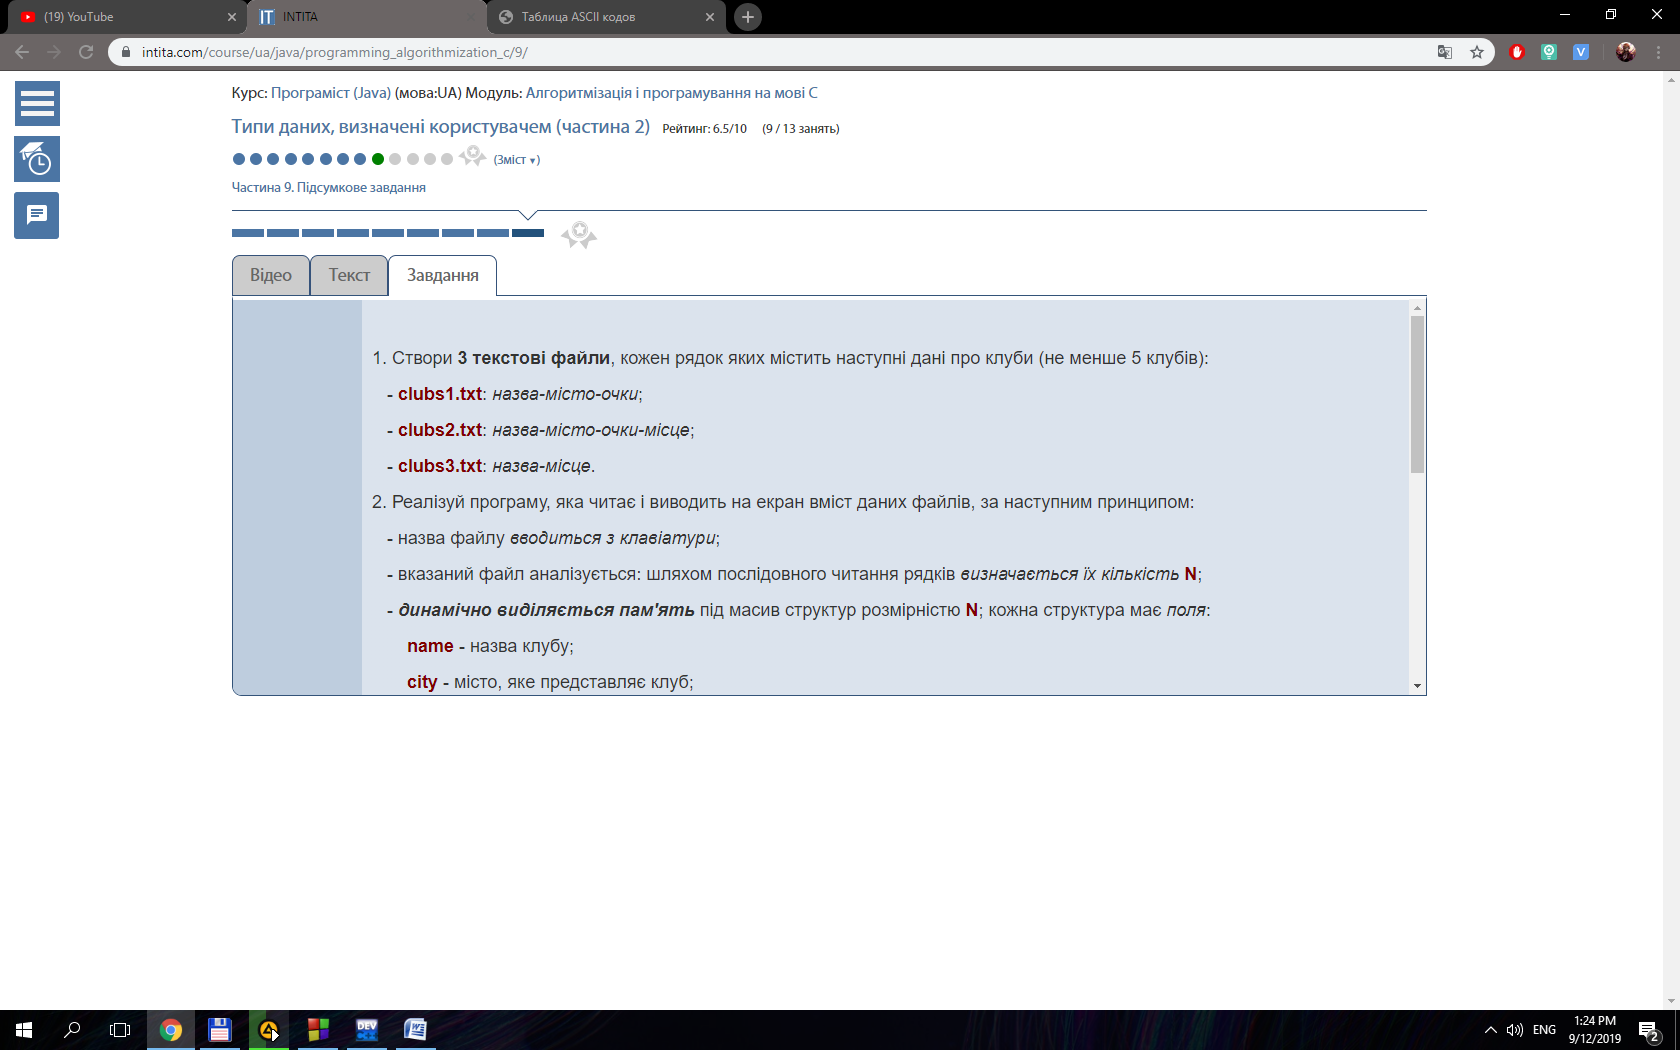 (19) YouTube
INTITA
Таблица ASCII кодов
intita.com/course/ua/java/programming_algorithmization_c/9/
Курс: Програміст (Java) (мова:UA) Модуль: Алгоритмізація і програмування на мові С
Типи даних, визначені користувачем (частина 2) Рейтинг: 6.5/10 (9 / 13 занять)
(Зміст ▾)
Частина 9. Підсумкове завдання
Відео
Текст
Завдання
1. Створи 3 текстові файли, кожен рядок яких містить наступні дані про клуби (не менше 5 клубів):
- clubs1.txt: назва-місто-очки;
- clubs2.txt: назва-місто-очки-місце;
- clubs3.txt: назва-місце.
2. Реалізуй програму, яка читає і виводить на екран вміст даних файлів, за наступним принципом:
- назва файлу вводиться з клавіатури;
- вказаний файл аналізується: шляхом послідовного читання рядків визначається їх кількість N;
- динамічно виділяється пам'ять під масив структур розмірністю N; кожна структура має поля:
name - назва клубу;
city - місто, яке представляє клуб;
DEV
ENG
1:24 PM
9/12/2019
2